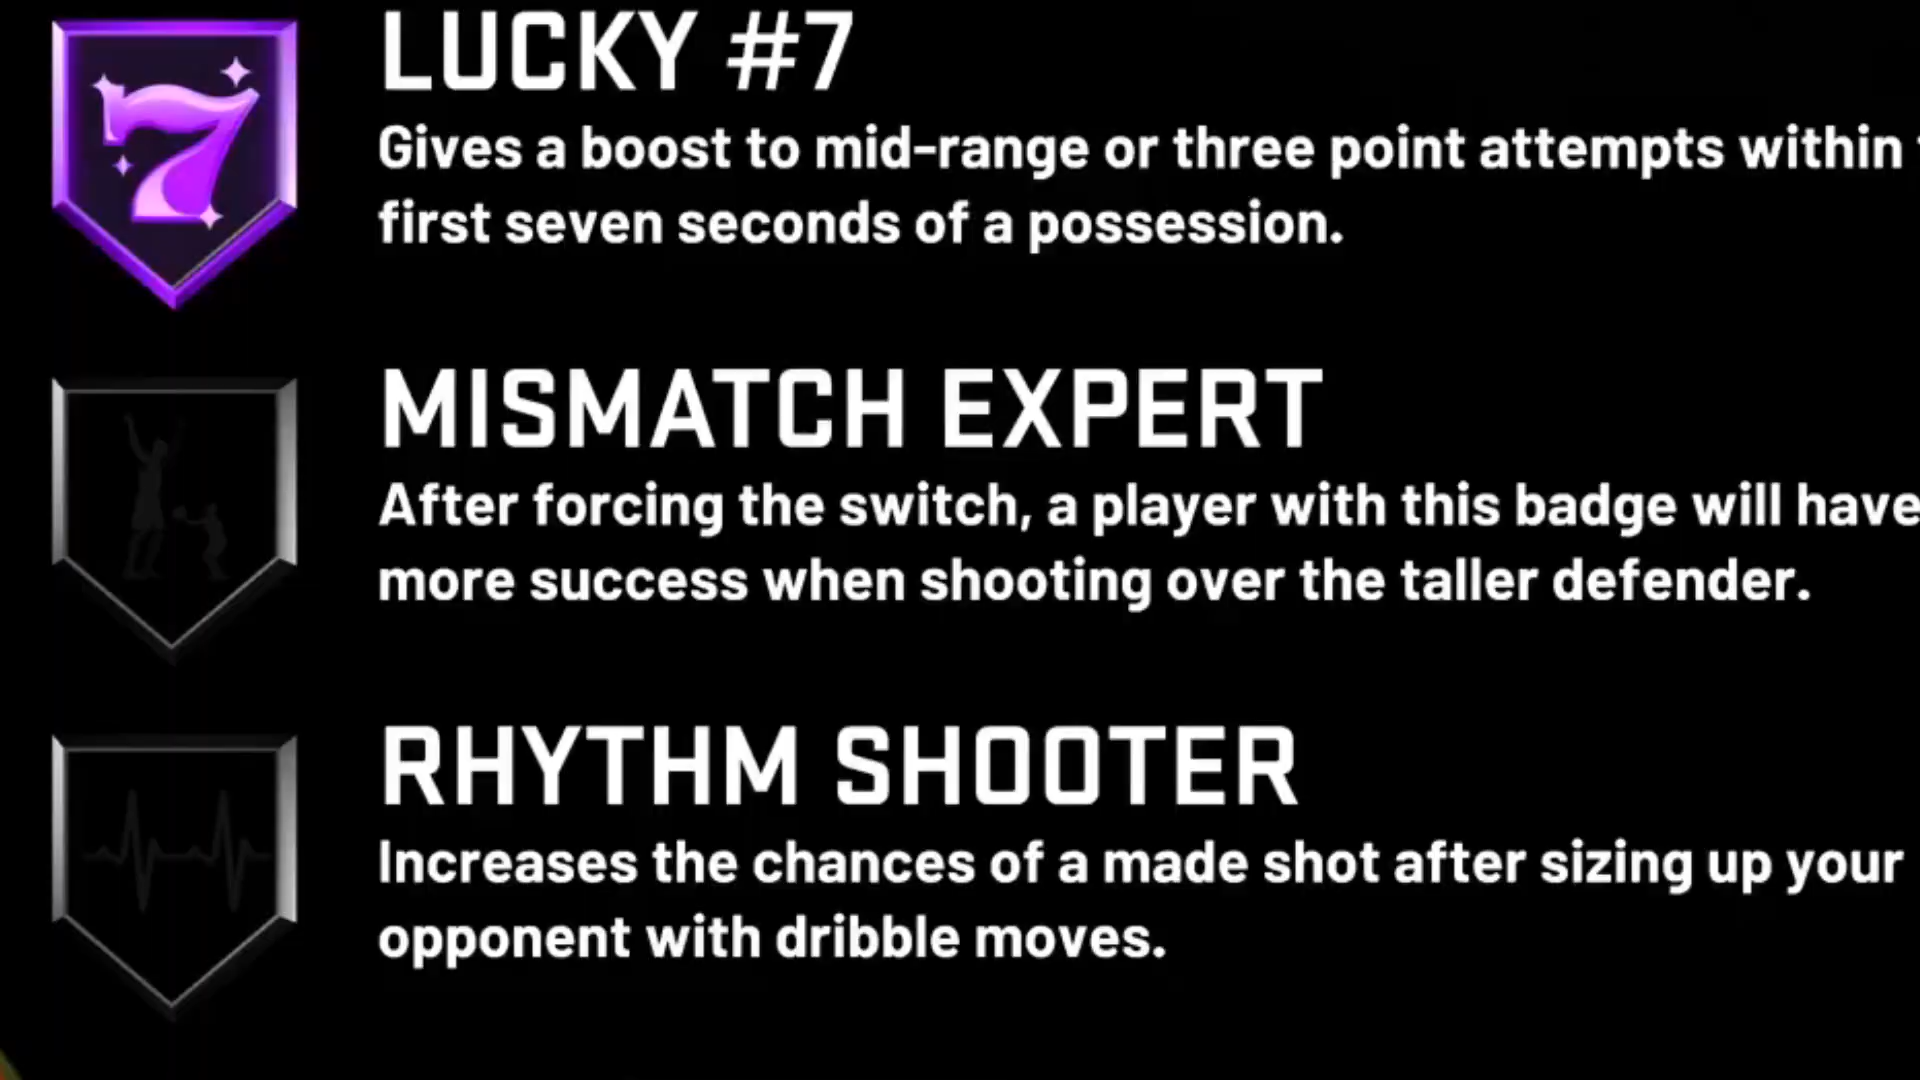 LUCKY #7
Gives a boost to mid-range or three point attempts within
first seven seconds of a possession.
MISMATCH EXPERT
After forcing the switch, a player with this badge will have
more success when shooting over the taller defender.
RHYTHM SHOOTER
Increases the chances of a made shot after sizing up your
opponent with dribble moves.